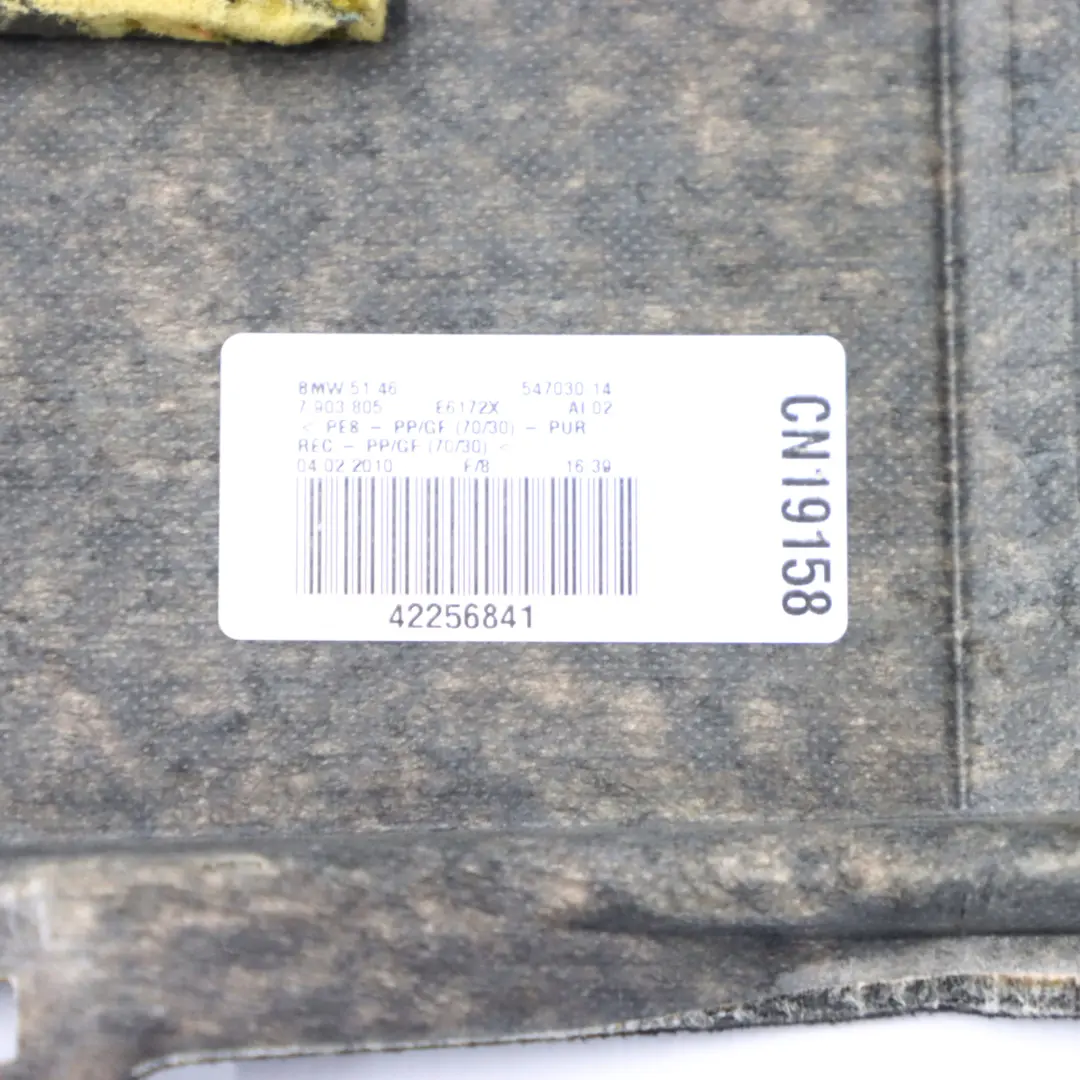 BMW 51.46 547030 14
7 903 805 E6172X AI 02
< PE8 - PP/GF (70/30) - PUR
REC - PP/GF (70/30) <
04.02.2010 F/8 16:39
42256841
CN19158